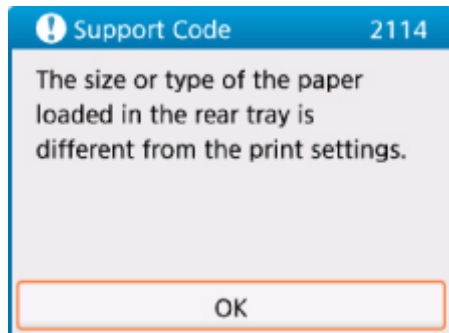 Support Code 2114
The size or type of the paper
loaded in the rear tray is
different from the print settings.
OK